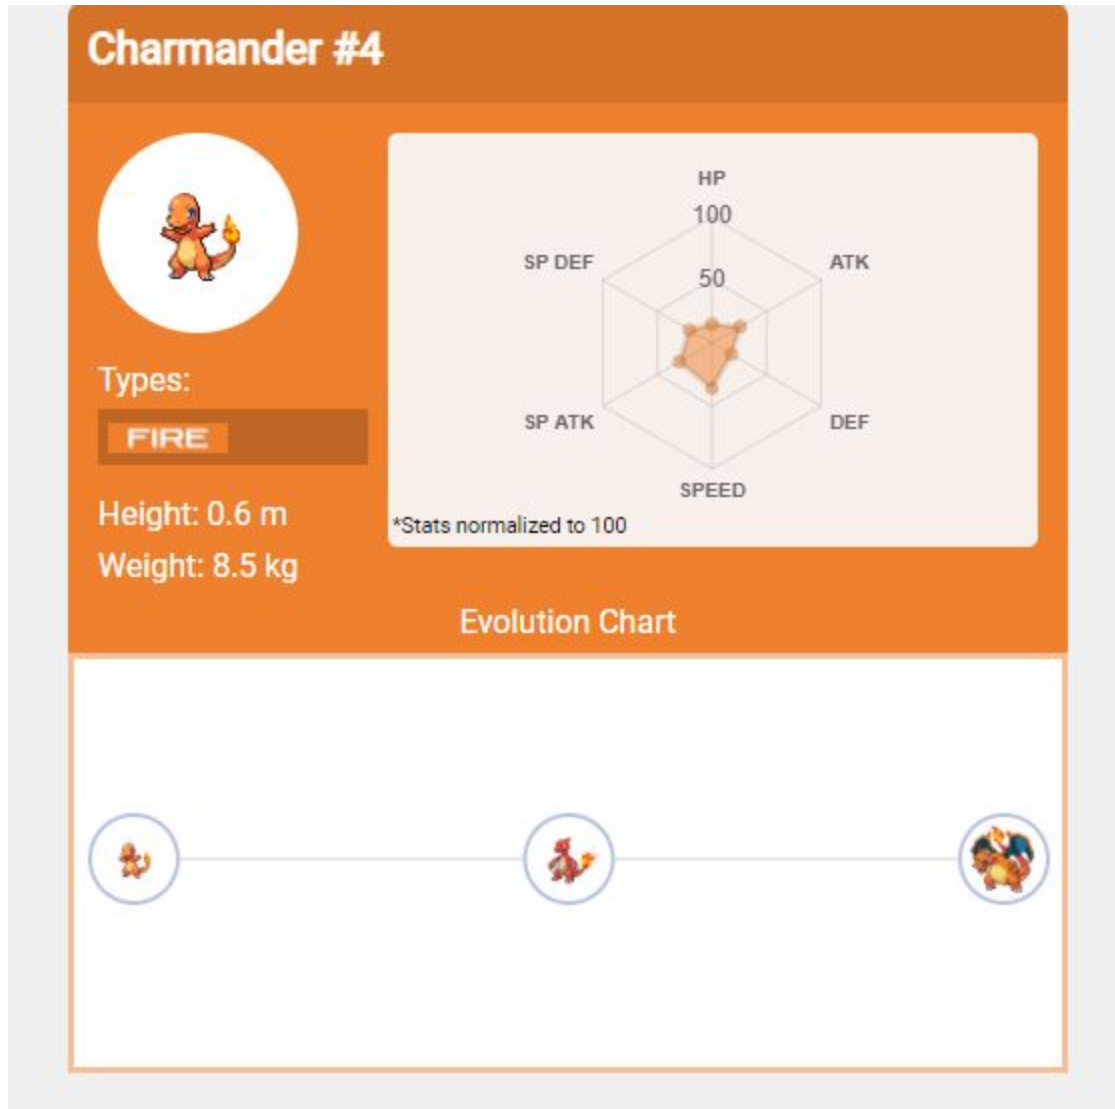 Charmander #4
HP
100
SP DEF
ATK
50
SP ATK
DEF
SPEED
*Stats normalized to 100
Types:
FIRE
Height: 0.6 m
Weight: 8.5 kg
Evolution Chart